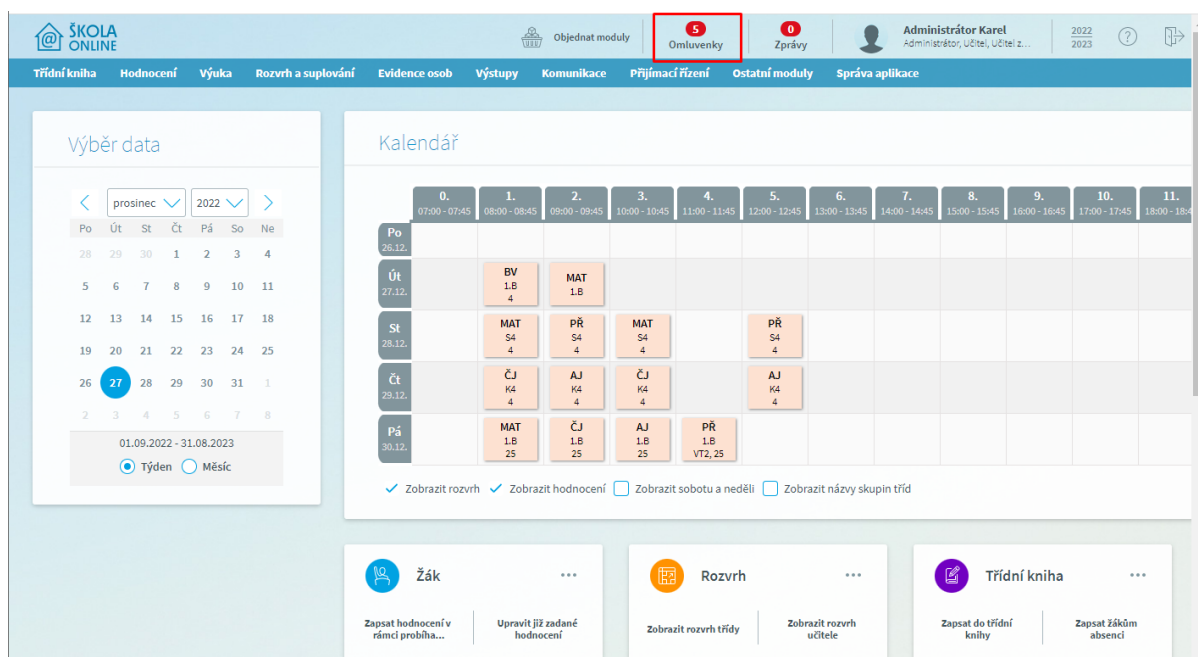 ŠKOLA
ONLINE
Objednat moduly
5
Omluvenky
0
Zprávy
Administrátor Karel
Administrátor, Učitel, Učitel z...
2022
2023
?
Třídní kniha Hodnocení Výuka Rozvrh a suplování Evidence osob Výstupy Komunikace Přijímací řízení Ostatní moduly Správa aplikace
Výběr data
prosinec 2022
Po Út St Čt Pá So Ne
28 29 30 1 2 3 4
5 6 7 8 9 10 11
12 13 14 15 16 17 18
19 20 21 22 23 24 25
26 27 28 29 30 31 1
2 3 4 5 6 7 8
01.09.2022 - 31.08.2023
Týden Měsíc
Kalendář
0. 1. 2. 3. 4. 5. 6. 7. 8. 9. 10. 11.
07:00 - 07:45 08:00 - 08:45 09:00 - 09:45 10:00 - 10:45 11:00 - 11:45 12:00 - 12:45 13:00 - 13:45 14:00 - 14:45 15:00 - 15:45 16:00 - 16:45 17:00 - 17:45 18:00 - 18:4
Po
26.12.
Út
27.12.
BV MAT
1.B 1.B
4
St
28.12.
MAT PŘ MAT PŘ
S4 S4 S4 S4
4 4 4 4
Čt
29.12.
ČJ AJ ČJ AJ
K4 K4 K4 K4
4 4 4 4
Pá
30.12.
MAT ČJ AJ PŘ
1.B 1.B 1.B 1.B
25 25 25 VT2, 25
Zobrazit rozvrh Zobrazit hodnocení Zobrazit sobotu a neděli Zobrazit názvy skupin tříd
Žák
Zapsat hodnocení v
rámci probíha...
Upravit již zadané
hodnocení
Rozvrh
Zobrazit rozvrh třídy
Zobrazit rozvrh
učitele
Třídní kniha
Zapsat do třídní
knihy
Zapsat žákům
absenci